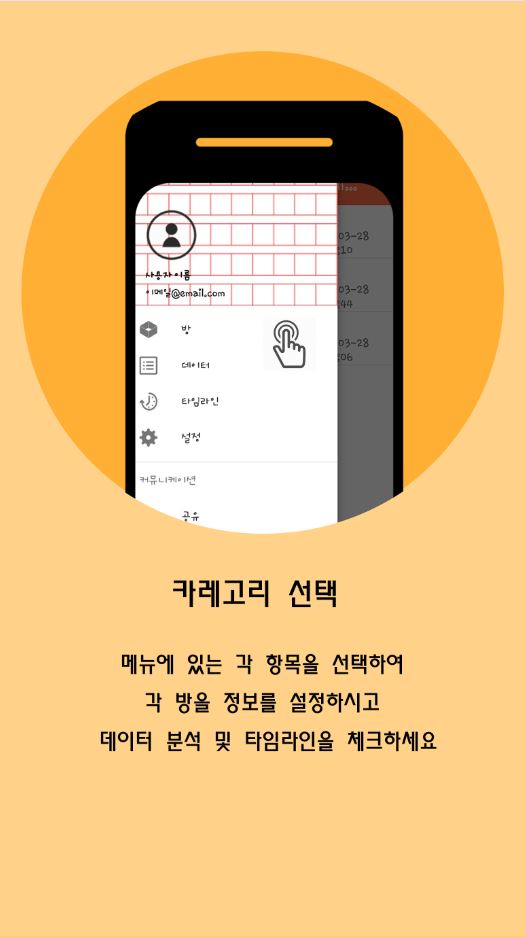 03-28
:10
사용자이름
이메일@email.com
03-28
:44
방
03-28
:06
데이터
타임라인
설정
커뮤니케이션
공유
카레고리 선택
메뉴에 있는 각 항목을 선택하여
각 방을 정보를 설정하시고
데이터 분석 및 타임라인을 체크하세요